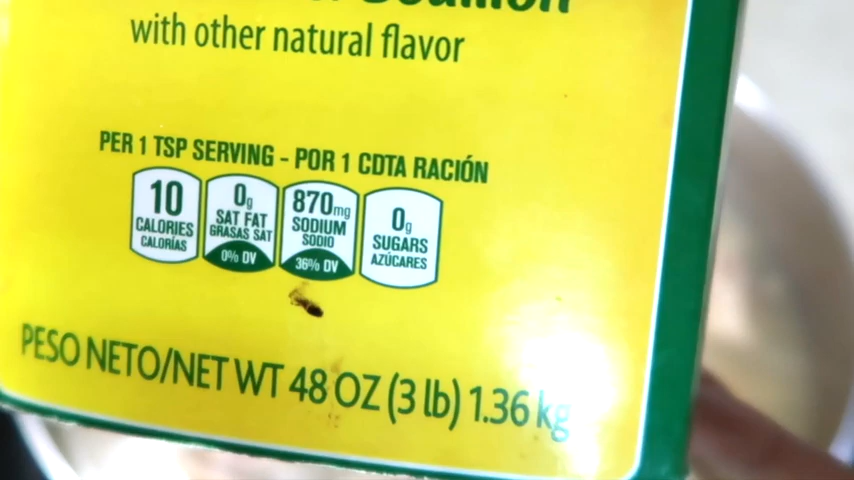 with other natural flavor
PER 1 TSP SERVING - POR 1 CDTA RACIÓN
10
CALORIES
CALORÍAS
0g
SAT FAT
GRASAS SAT
0% DV
870mg
SODIUM
SODIO
36% DV
0g
SUGARS
AZÚCARES
PESO NETO/NET WT 48 OZ (3 lb) 1.36 kg